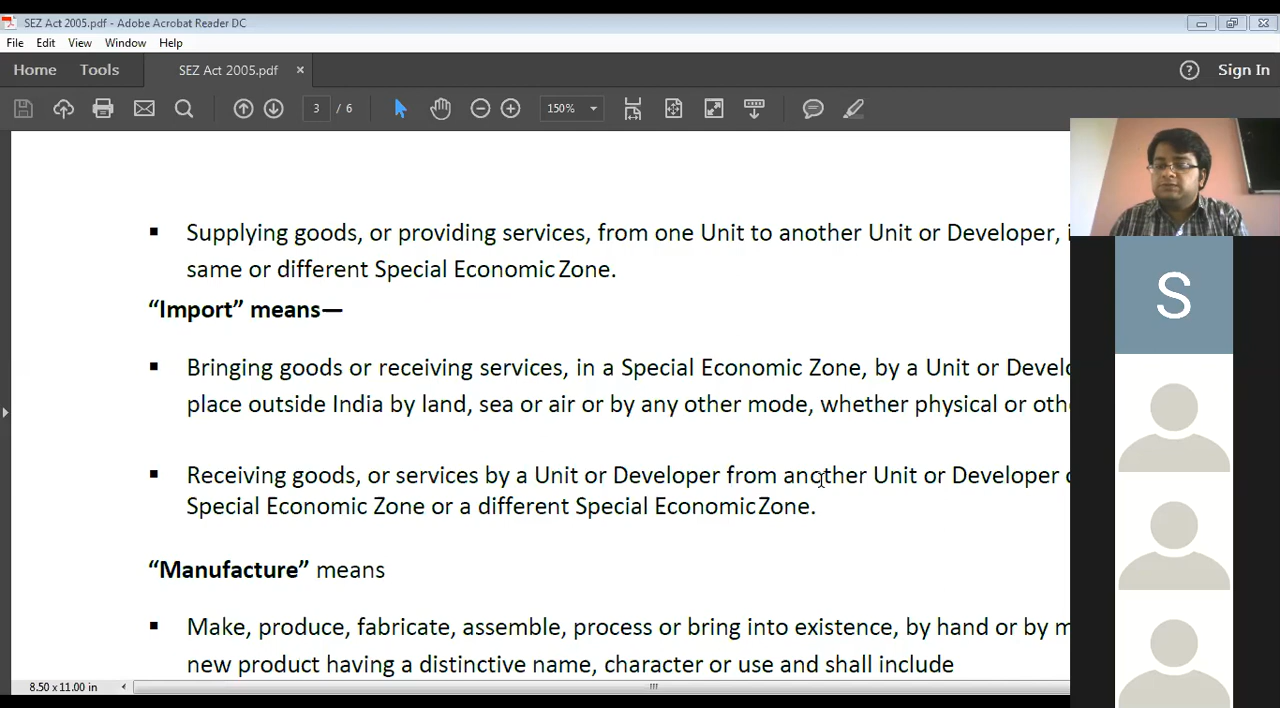 SEZ Act 2005.pdf - Adobe Acrobat Reader DC
File Edit View Window Help
Home Tools SEZ Act 2005.pdf × ? Sign In
3 / 6 150%
▪ Supplying goods, or providing services, from one Unit to another Unit or Developer,
same or different Special Economic Zone.
“Import” means—
▪ Bringing goods or receiving services, in a Special Economic Zone, by a Unit or
place outside India by land, sea or air or by any other mode, whether physical or
▪ Receiving goods, or services by a Unit or Developer from another Unit or Developer
Special Economic Zone or a different Special Economic Zone.
“Manufacture” means
▪ Make, produce, fabricate, assemble, process or bring into existence, by hand or by
new product having a distinctive name, character or use and shall include
8.50 x 11.00 in
S